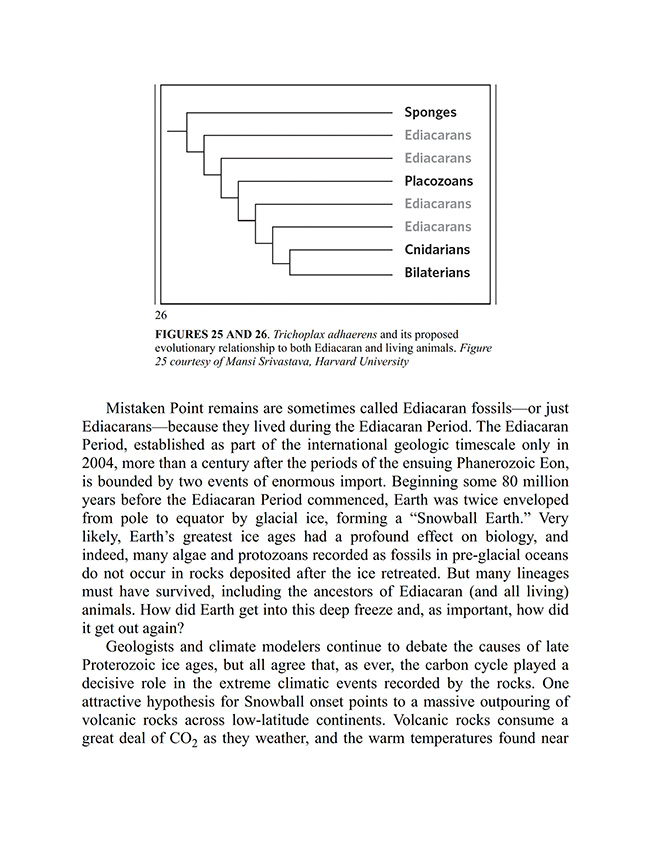 Sponges
Ediacarans
Ediacarans
Placozoans
Ediacarans
Ediacarans
Cnidarians
Bilaterians
26
FIGURES 25 AND 26. Trichoplax adhaerens and its proposed
evolutionary relationship to both Ediacaran and living animals. Figure
25 courtesy of Mansi Srivastava, Harvard University
Mistaken Point remains are sometimes called Ediacaran fossils—or just
Ediacarans—because they lived during the Ediacaran Period. The Ediacaran
Period, established as part of the international geologic timescale only in
2004, more than a century after the periods of the ensuing Phanerozoic Eon,
is bounded by two events of enormous import. Beginning some 80 million
years before the Ediacaran Period commenced, Earth was twice enveloped
from pole to equator by glacial ice, forming a “Snowball Earth.” Very
likely, Earth’s greatest ice ages had a profound effect on biology, and
indeed, many algae and protozoans recorded as fossils in pre-glacial oceans
do not occur in rocks deposited after the ice retreated. But many lineages
must have survived, including the ancestors of Ediacaran (and all living)
animals. How did Earth get into this deep freeze and, as important, how did
it get out again?
Geologists and climate modelers continue to debate the causes of late
Proterozoic ice ages, but all agree that, as ever, the carbon cycle played a
decisive role in the extreme climatic events recorded by the rocks. One
attractive hypothesis for Snowball onset points to a massive outpouring of
volcanic rocks across low-latitude continents. Volcanic rocks consume a
great deal of CO₂ as they weather, and the warm temperatures found near